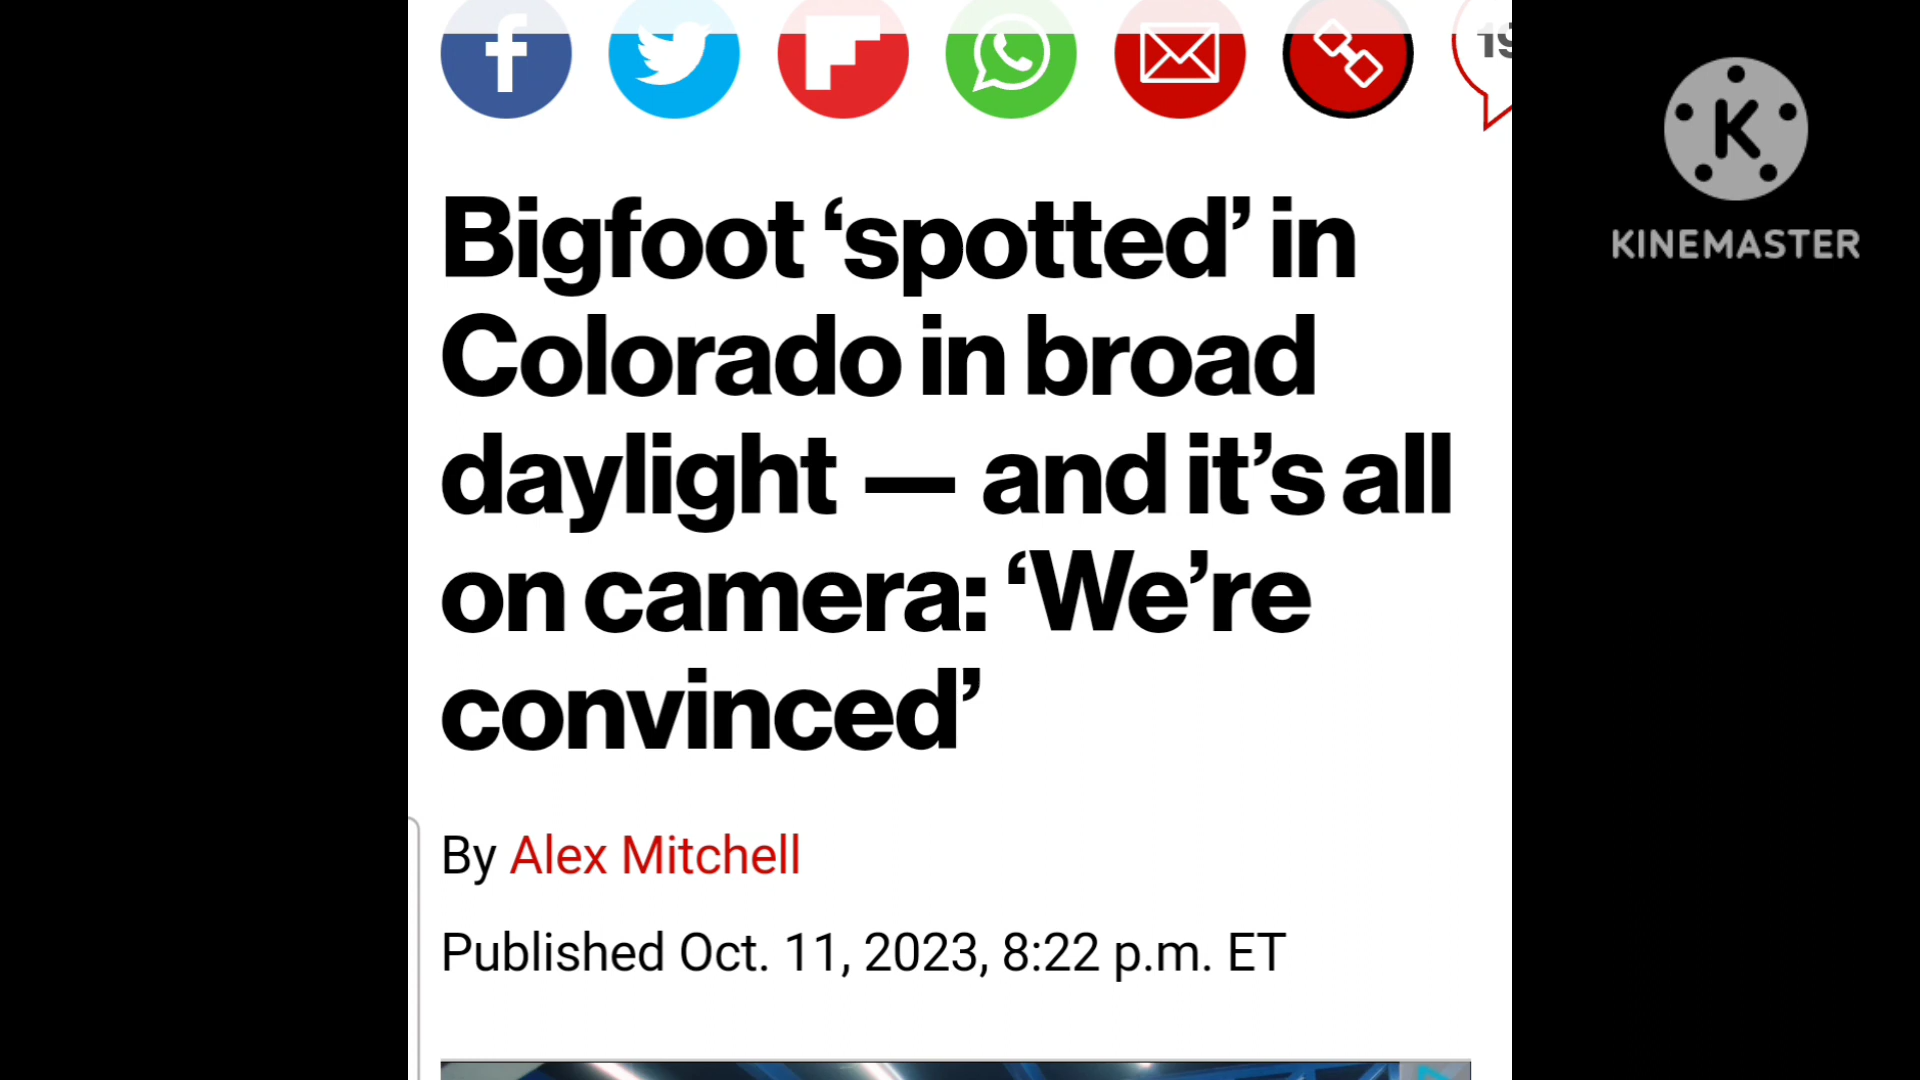 19
KINEMASTER
Bigfoot ‘spotted’ in
Colorado in broad
daylight — and it’s all
on camera: ‘We’re
convinced’
By Alex Mitchell
Published Oct. 11, 2023, 8:22 p.m. ET